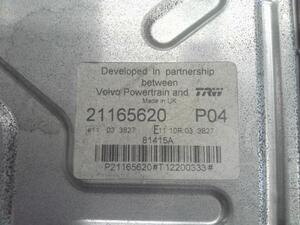 Developed in partnership
between
Volvo Powertrain and TRW
Made in UK
21165620 P04
e11 03 3827 E11 10R 03 3827
81415A
P21165620#T12200333#